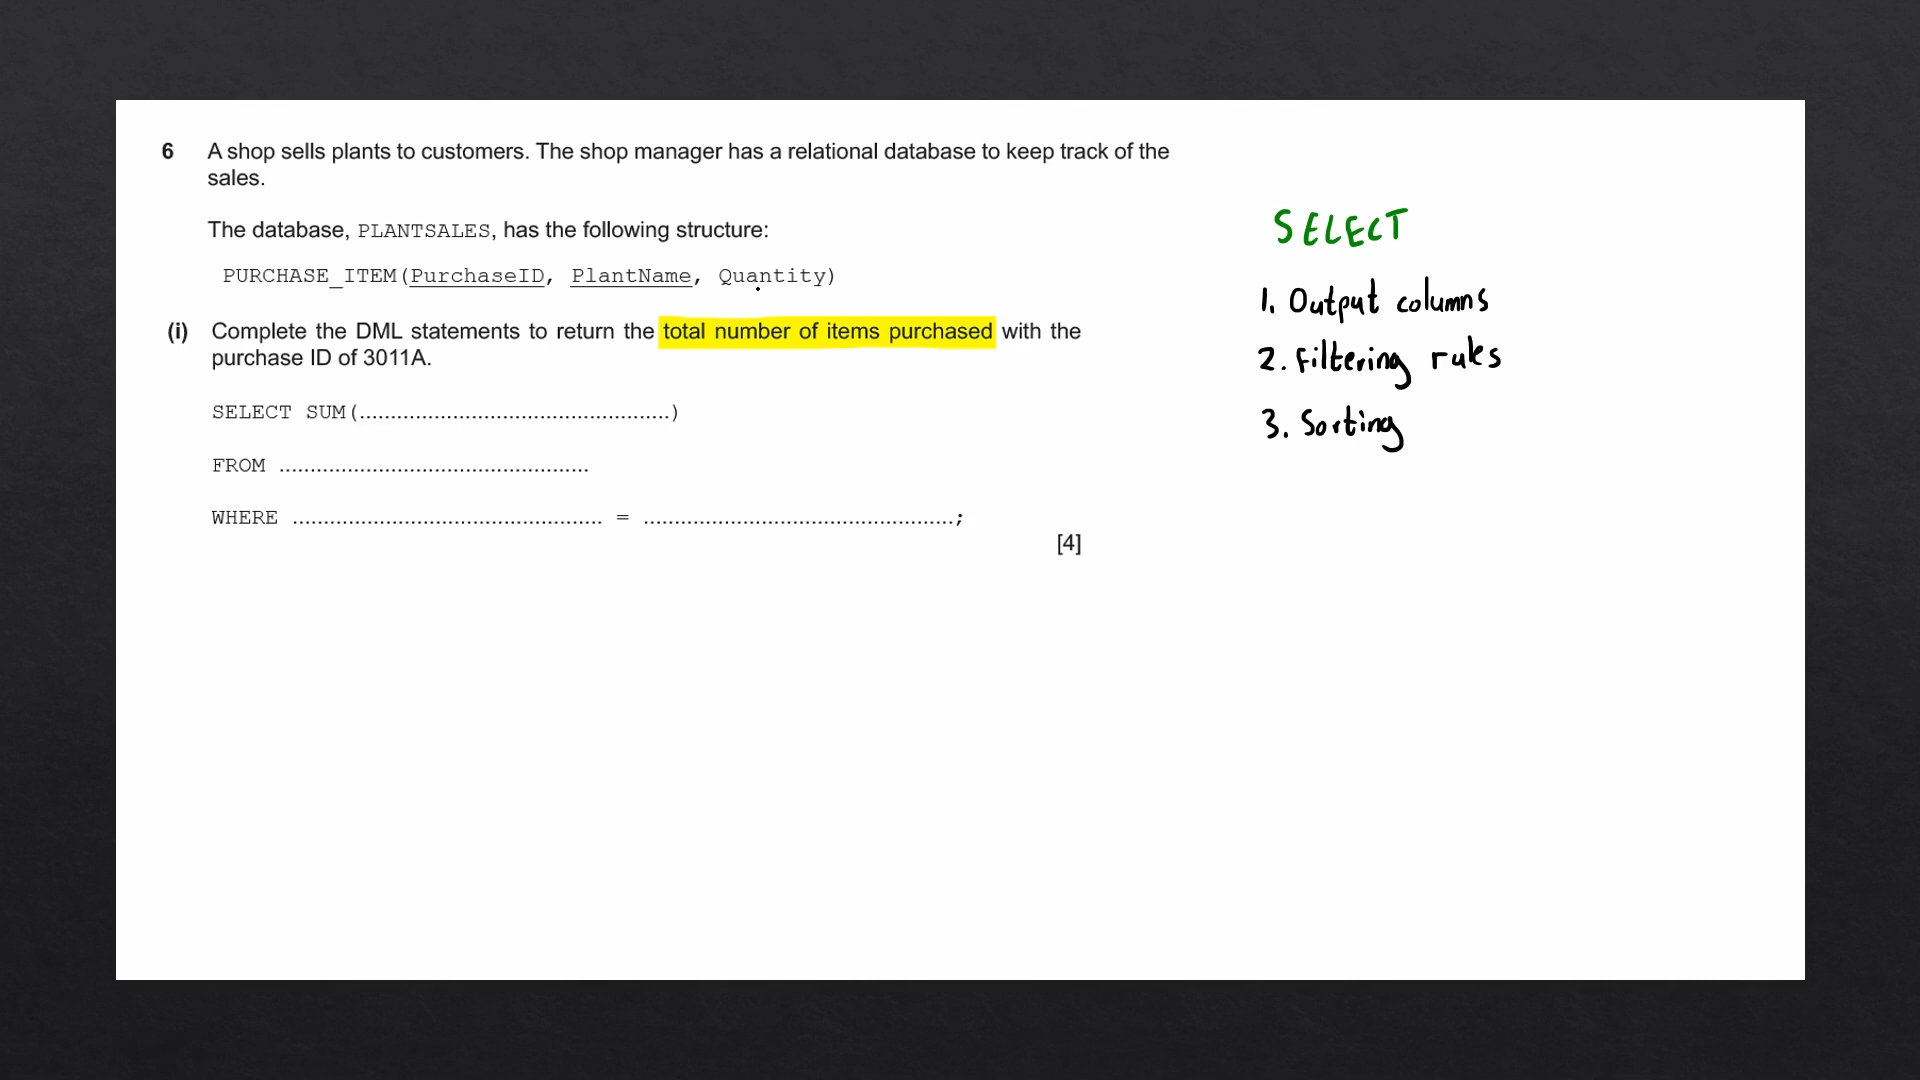 6 A shop sells plants to customers. The shop manager has a relational database to keep track of the
sales.
The database, PLANTSALES, has the following structure:
PURCHASE_ITEM(PurchaseID, PlantName, Quantity)
(i) Complete the DML statements to return the total number of items purchased with the
purchase ID of 3011A.
SELECT SUM(..................................................)
FROM ..................................................
WHERE .................................................. = ..................................................;
[4]
SELECT
1. Output columns
2. Filtering rules
3. Sorting